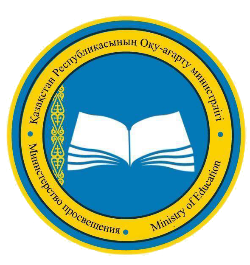 Қазақстан Республикасының Оқу-ағарту министрлігі
Министерство просвещения
Ministry of Education